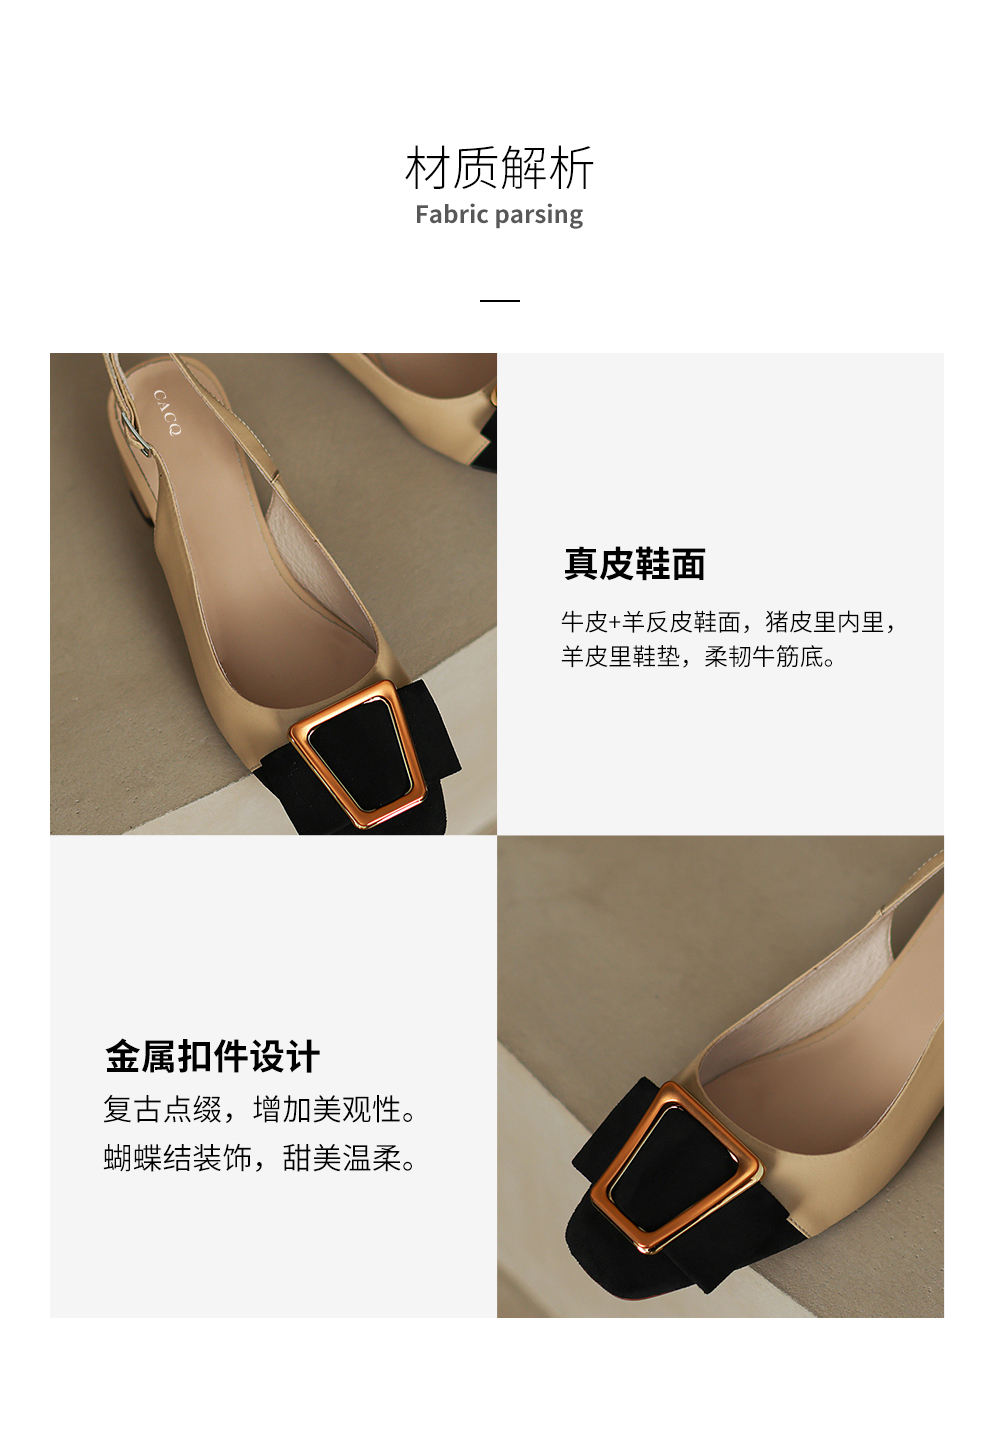 材质解析
Fabric parsing
CACQ
真皮鞋面
牛皮+羊反皮鞋面，猪皮里内里，
羊皮里鞋垫，柔韧牛筋底。
金属扣件设计
复古点缀，增加美观性。
蝴蝶结装饰，甜美温柔。